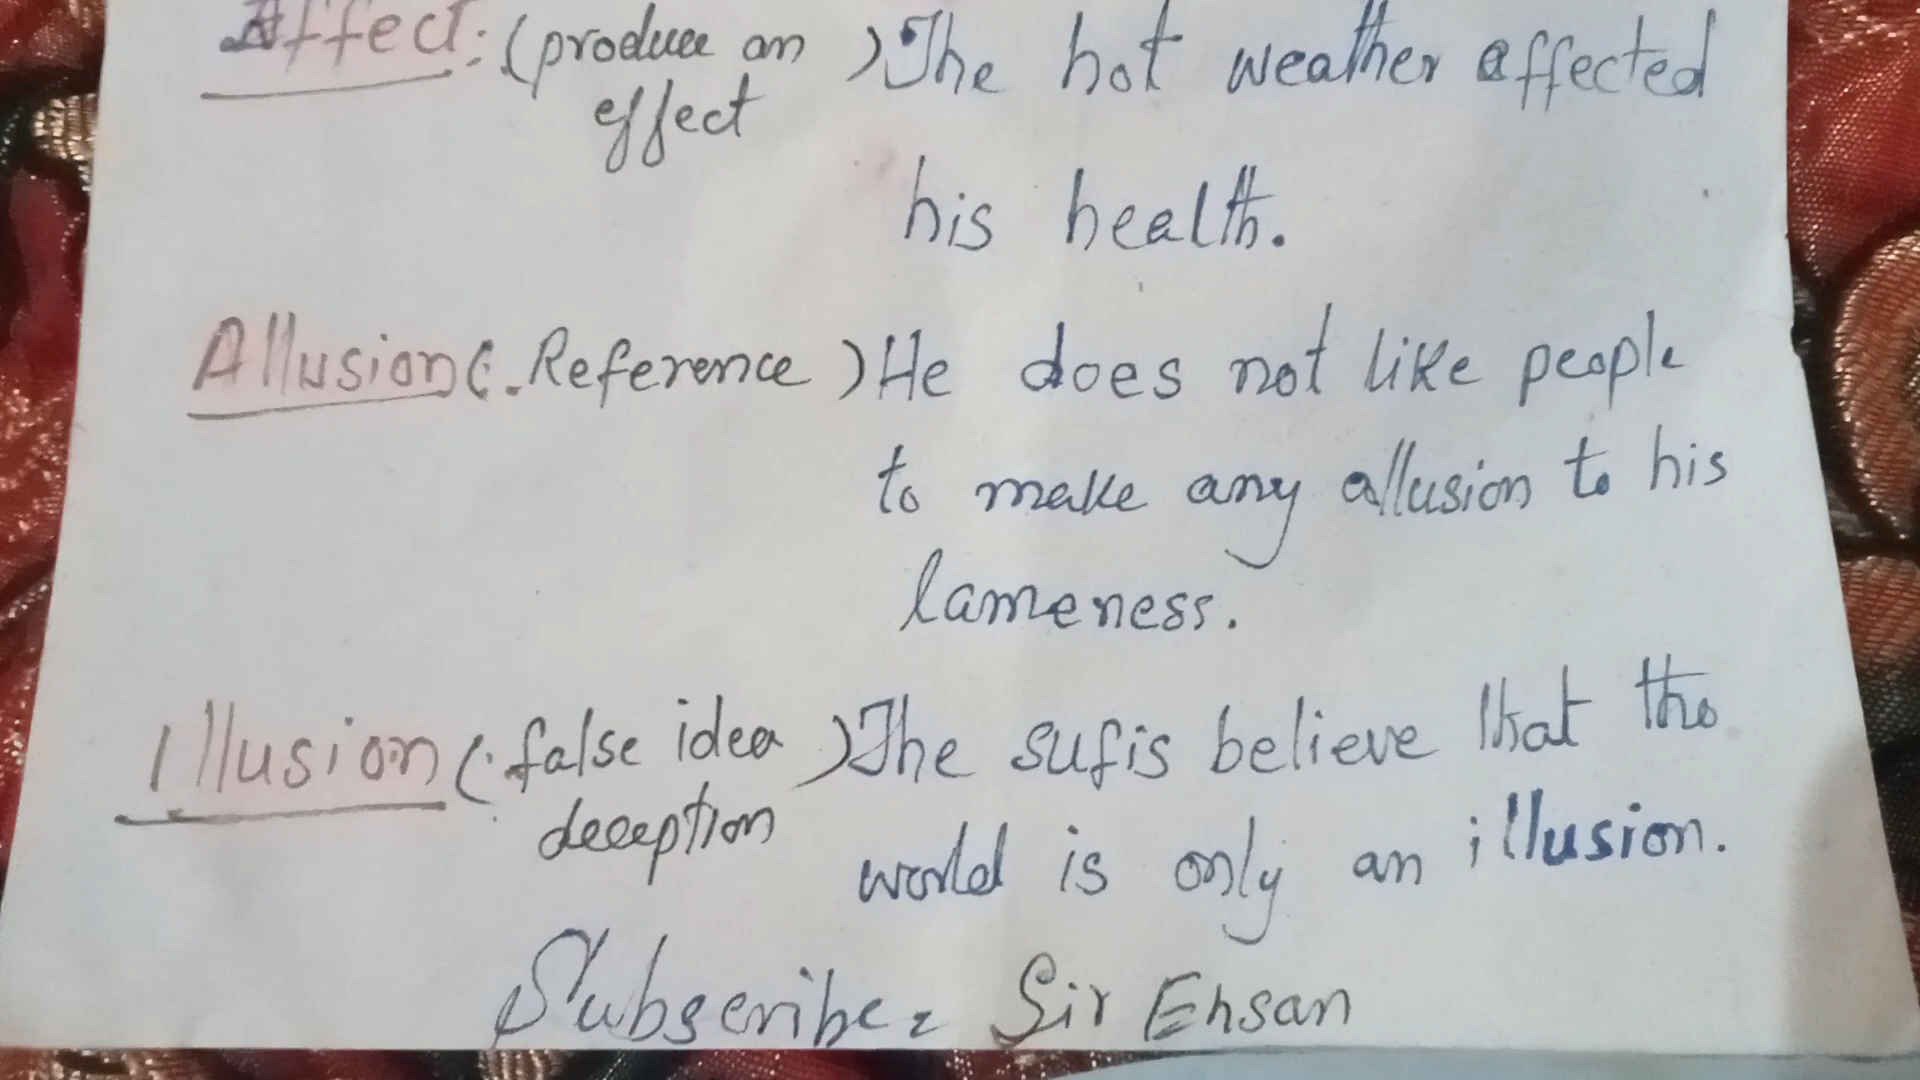 Affect: (produce an ) The hot weather affected
effect
his health.
Allusion (. Reference ) He does not like people
to make any allusion to his
lameness.
Illusion (. false idea ) The sufis believe that the
deception
world is only an illusion.
Subscribe: Sir Ehsan